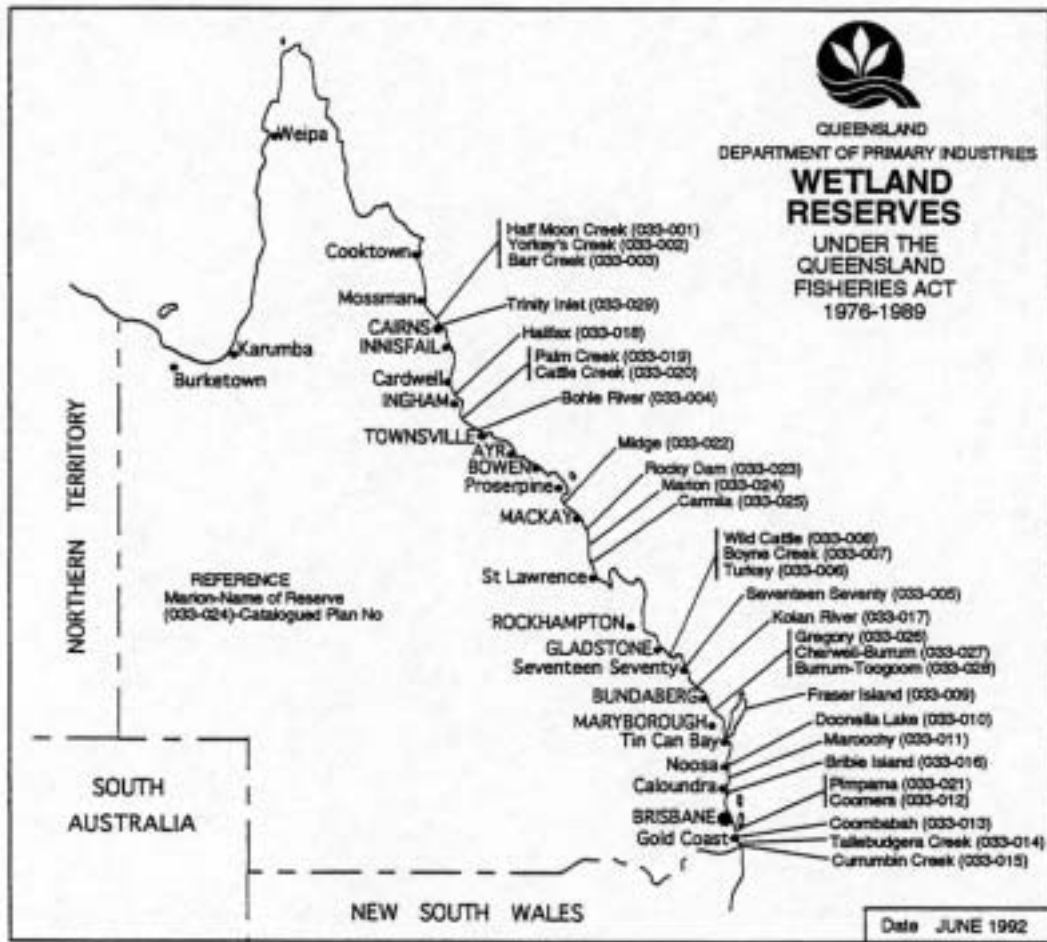 QUEENSLAND
DEPARTMENT OF PRIMARY INDUSTRIES
WETLAND
RESERVES
UNDER THE
QUEENSLAND
FISHERIES ACT
1976-1989
Weipa
Half Moon Creek (033-001)
Yorkey's Creek (033-002)
Barr Creek (033-003)
Cooktown
Mossman
Trinity Inlet (033-029)
CAIRNS
INNISFAIL
Halifax (033-018)
Karumba
Burketown
Palm Creek (033-019)
Cattle Creek (033-020)
Cardwell
INGHAM
Bohle River (033-004)
TOWNSVILLE
AYR
BOWEN
Proserpine
Midge (033-022)
Rocky Dam (033-023)
Marion (033-024)
Carmila (033-025)
MACKAY
Wild Cattle (033-008)
Boyne Creek (033-007)
Turkey (033-006)
St Lawrence
Seventeen Seventy (033-005)
NORTHERN TERRITORY
REFERENCE
Marion-Name of Reserve
(033-024)-Catalogued Plan No
ROCKHAMPTON
Kolan River (033-017)
GLADSTONE
Seventeen Seventy
Gregory (033-026)
Cherwell-Burrum (033-027)
Burrum-Toogoom (033-028)
BUNDABERG
Fraser Island (033-009)
MARYBOROUGH
Doonella Lake (033-010)
Tin Can Bay
Maroochy (033-011)
Noosa
Bribie Island (033-016)
Caloundra
Pimpama (033-021)
Coomera (033-012)
SOUTH
AUSTRALIA
BRISBANE
Coombabah (033-013)
Gold Coast
Tallebudgera Creek (033-014)
Currumbin Creek (033-015)
NEW SOUTH WALES
Date JUNE 1992